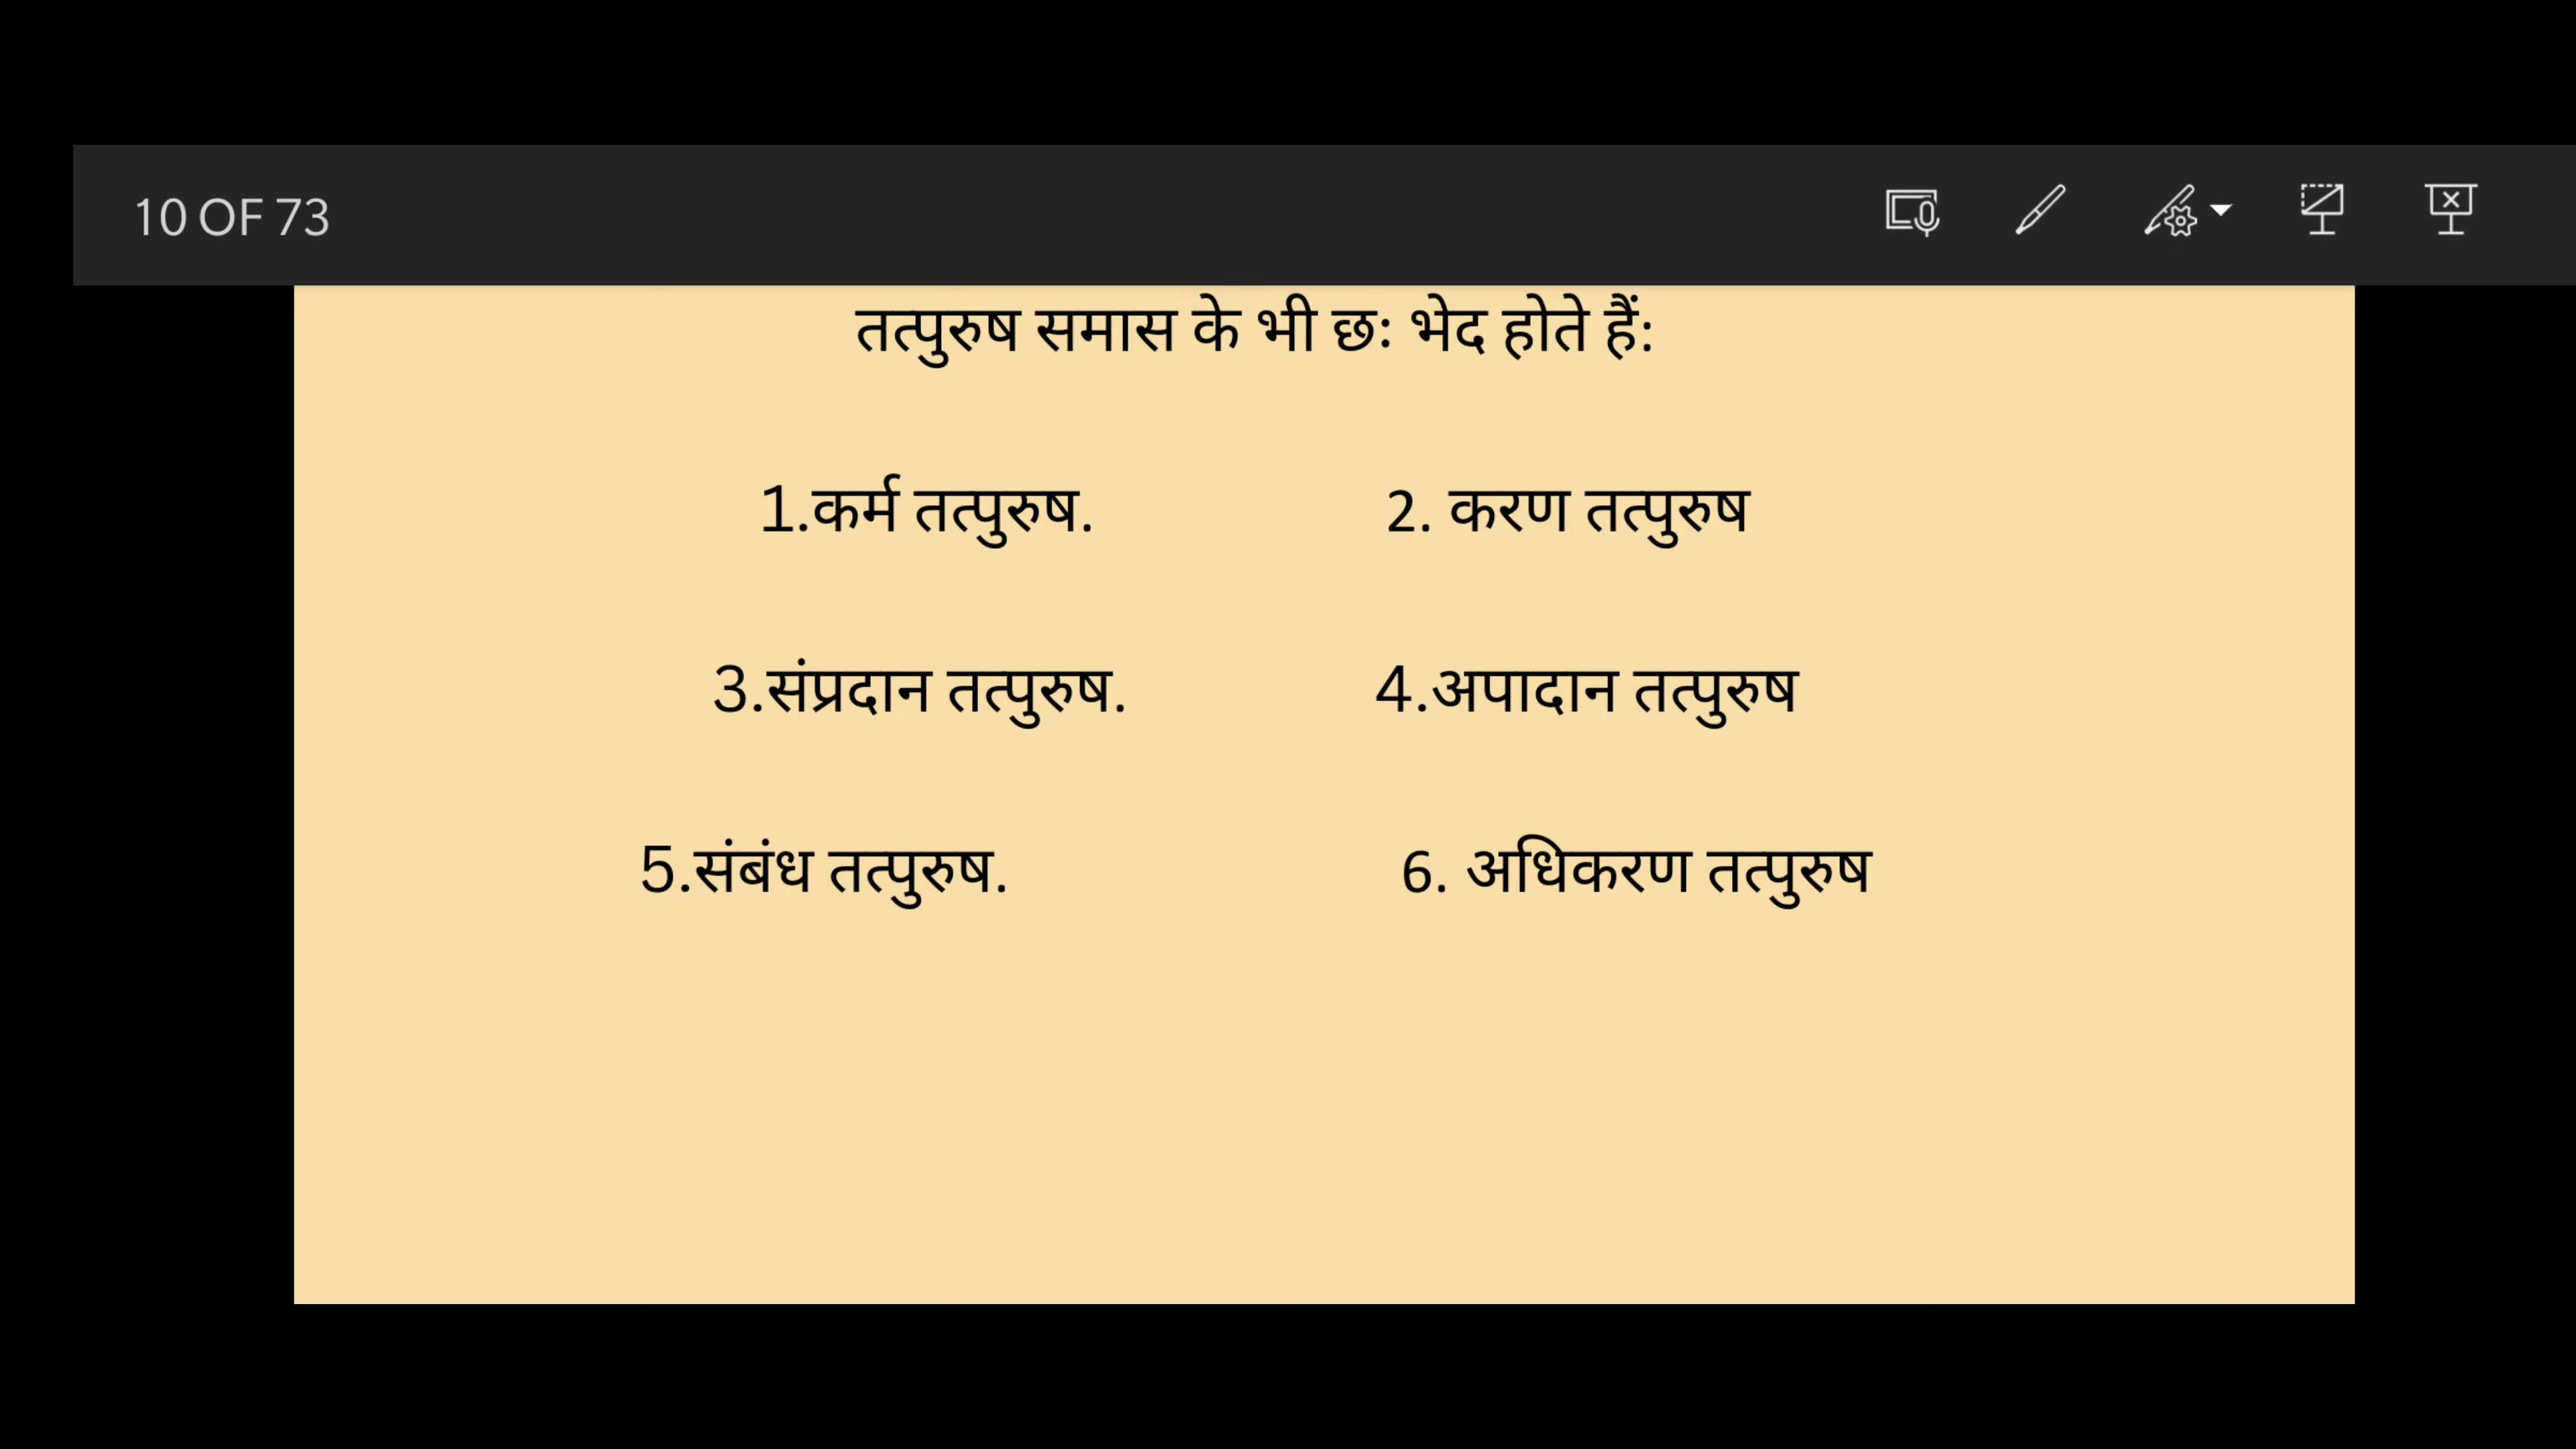 10 OF 73
तत्पुरुष समास के भी छः भेद होते हैं:
1.कर्म तत्पुरुष. 2. करण तत्पुरुष
3.संप्रदान तत्पुरुष. 4.अपादान तत्पुरुष
5.संबंध तत्पुरुष. 6. अधिकरण तत्पुरुष